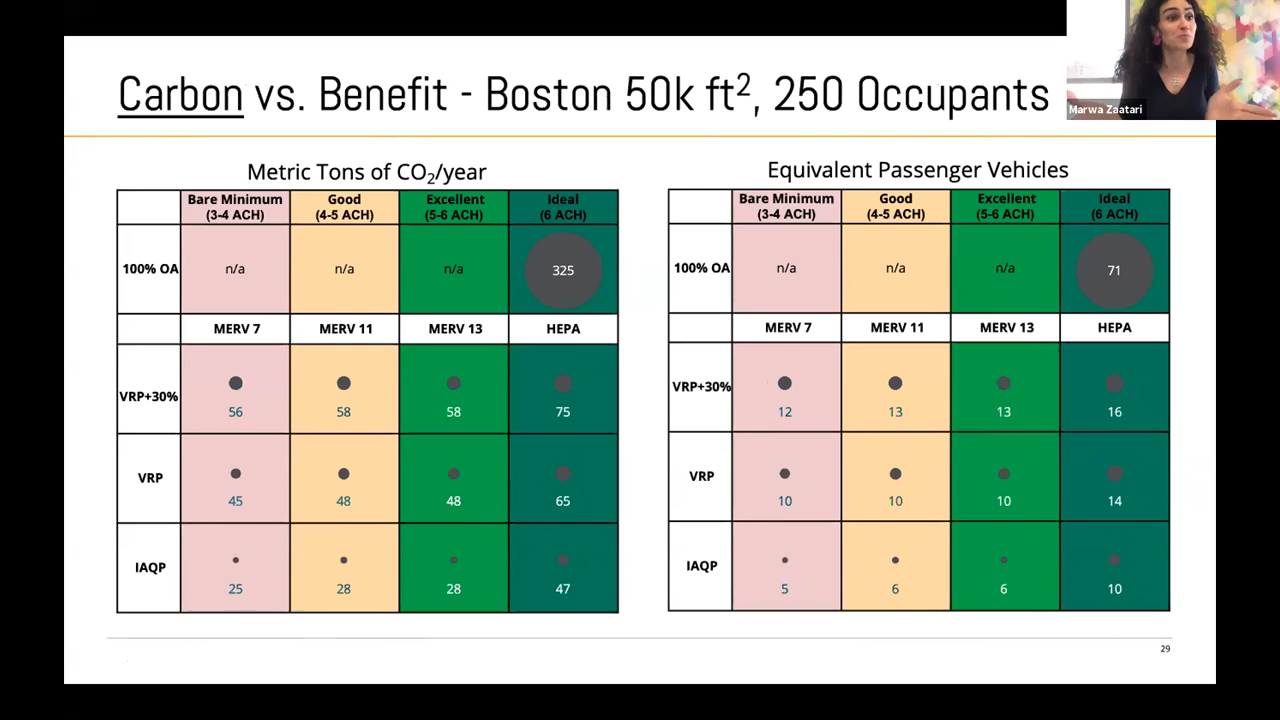 Carbon vs. Benefit - Boston 50k ft², 250 Occupants
Marwa Zaatari
Metric Tons of CO₂/year
Bare Minimum Good Excellent Ideal
(3-4 ACH) (4-5 ACH) (5-6 ACH) (6 ACH)
100% OA n/a n/a n/a 325
MERV 7 MERV 11 MERV 13 HEPA
VRP+30% 56 58 58 75
VRP 45 48 48 65
IAQP 25 28 28 47
Equivalent Passenger Vehicles
Bare Minimum Good Excellent Ideal
(3-4 ACH) (4-5 ACH) (5-6 ACH) (6 ACH)
100% OA n/a n/a n/a 71
MERV 7 MERV 11 MERV 13 HEPA
VRP+30% 12 13 13 16
VRP 10 10 10 14
IAQP 5 6 6 10
29